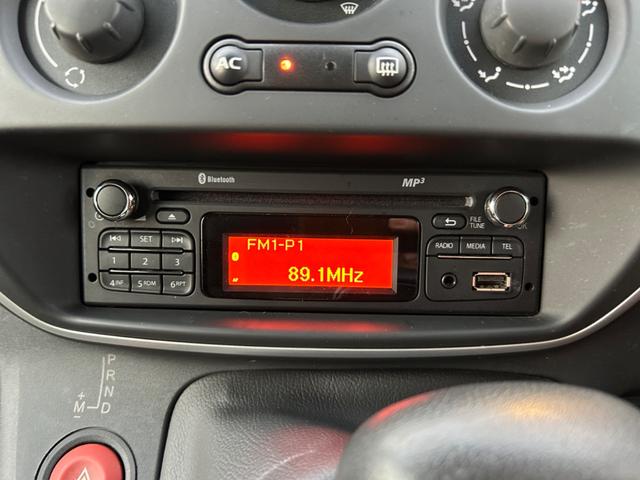 AC
Bluetooth
MP3
FILE
TUNE
OK
SET
RADIO MEDIA TEL
1 2 3
4INF. 5RDM 6RPT
FM1-P1
89.1MHz
P
R
N
D
+
M